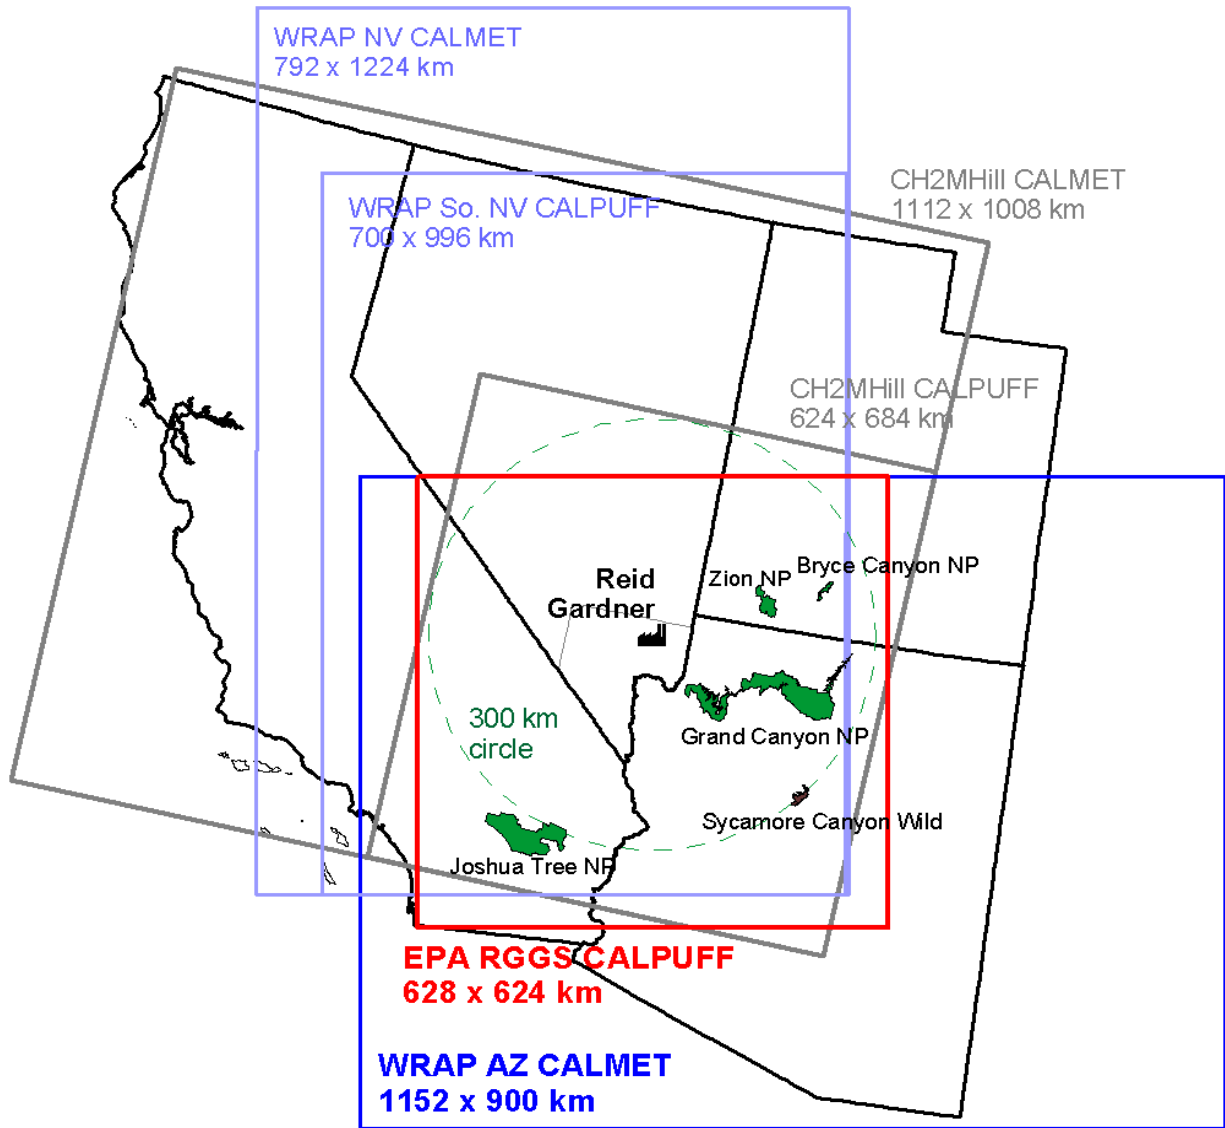 WRAP NV CALMET
792 x 1224 km
CH2MHill CALMET
1112 x 1008 km
WRAP So. NV CALPUFF
700 x 996 km
CH2MHill CALPUFF
624 x 684 km
Reid
Gardner
Zion NP
Bryce Canyon NP
300 km
circle
Grand Canyon NP
Sycamore Canyon Wild
Joshua Tree NP
EPA RGGS CALPUFF
628 x 624 km
WRAP AZ CALMET
1152 x 900 km